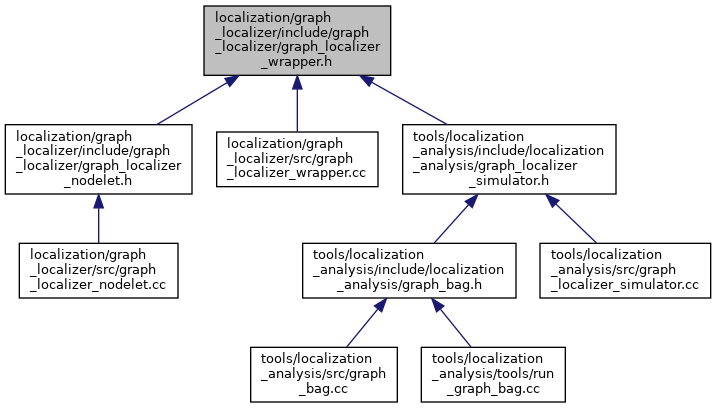 localization/graph
_localizer/include/graph
_localizer/graph_localizer
_wrapper.h
localization/graph
_localizer/include/graph
_localizer/graph_localizer
_nodelet.h
localization/graph
_localizer/src/graph
_localizer_wrapper.cc
tools/localization
_analysis/include/localization
_analysis/graph_localizer
_simulator.h
localization/graph
_localizer/src/graph
_localizer_nodelet.cc
tools/localization
_analysis/include/localization
_analysis/graph_bag.h
tools/localization
_analysis/src/graph
_localizer_simulator.cc
tools/localization
_analysis/src/graph
_bag.cc
tools/localization
_analysis/tools/run
_graph_bag.cc